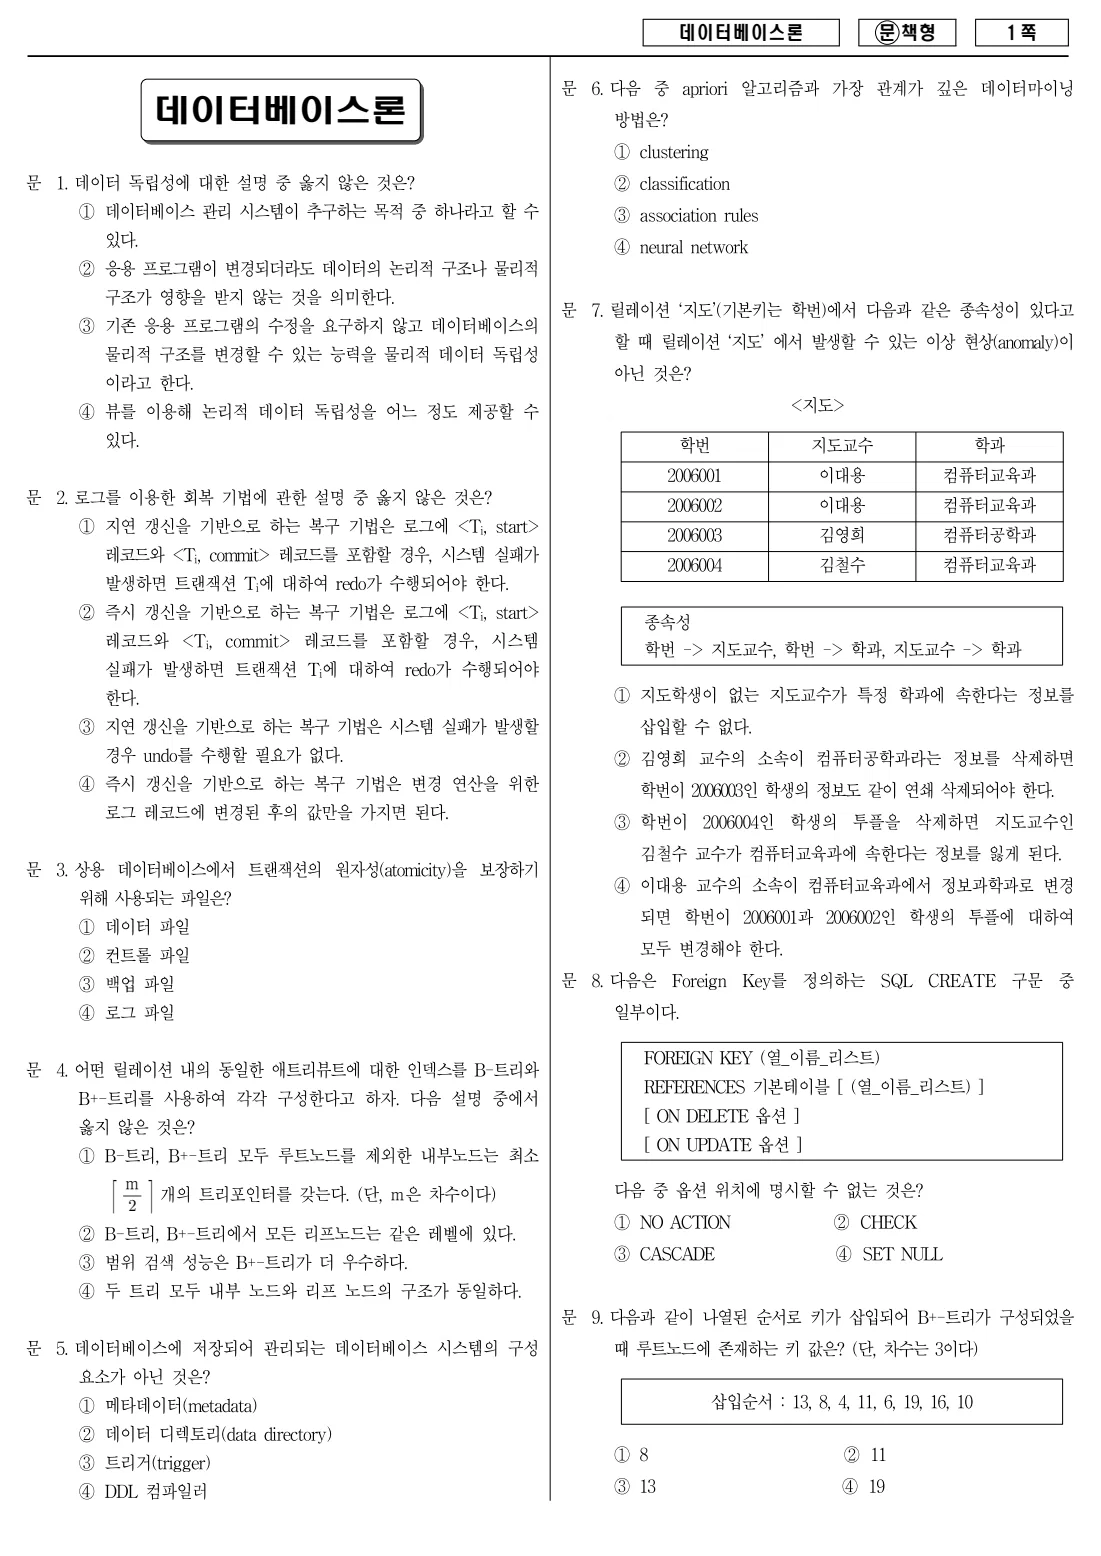 데이터베이스론
문책형
1쪽
데이터베이스론
문 1. 데이터 독립성에 대한 설명 중 옳지 않은 것은?
① 데이터베이스 관리 시스템이 추구하는 목적 중 하나라고 할 수
있다.
② 응용 프로그램이 변경되더라도 데이터의 논리적 구조나 물리적
구조가 영향을 받지 않는 것을 의미한다.
③ 기존 응용 프로그램의 수정을 요구하지 않고 데이터베이스의
물리적 구조를 변경할 수 있는 능력을 물리적 데이터 독립성
이라고 한다.
④ 뷰를 이용해 논리적 데이터 독립성을 어느 정도 제공할 수
있다.
문 2. 로그를 이용한 회복 기법에 관한 설명 중 옳지 않은 것은?
① 지연 갱신을 기반으로 하는 복구 기법은 로그에 <Ti, start>
레코드와 <Ti, commit> 레코드를 포함할 경우, 시스템 실패가
발생하면 트랜잭션 Ti에 대하여 redo가 수행되어야 한다.
② 즉시 갱신을 기반으로 하는 복구 기법은 로그에 <Ti, start>
레코드와 <Ti, commit> 레코드를 포함할 경우, 시스템
실패가 발생하면 트랜잭션 Ti에 대하여 redo가 수행되어야
한다.
③ 지연 갱신을 기반으로 하는 복구 기법은 시스템 실패가 발생할
경우 undo를 수행할 필요가 없다.
④ 즉시 갱신을 기반으로 하는 복구 기법은 변경 연산을 위한
로그 레코드에 변경된 후의 값만을 가지면 된다.
문 3. 상용 데이터베이스에서 트랜잭션의 원자성(atomicity)을 보장하기
위해 사용되는 파일은?
① 데이터 파일
② 컨트롤 파일
③ 백업 파일
④ 로그 파일
문 4. 어떤 릴레이션 내의 동일한 애트리뷰트에 대한 인덱스를 B-트리와
B+-트리를 사용하여 각각 구성한다고 하자. 다음 설명 중에서
옳지 않은 것은?
① B-트리, B+-트리 모두 루트노드를 제외한 내부노드는 최소
⌈m/2⌉개의 트리포인터를 갖는다. (단, m은 차수이다)
② B-트리, B+-트리에서 모든 리프노드는 같은 레벨에 있다.
③ 범위 검색 성능은 B+-트리가 더 우수하다.
④ 두 트리 모두 내부 노드와 리프 노드의 구조가 동일하다.
문 5. 데이터베이스에 저장되어 관리되는 데이터베이스 시스템의 구성
요소가 아닌 것은?
① 메타데이터(metadata)
② 데이터 디렉토리(data directory)
③ 트리거(trigger)
④ DDL 컴파일러
문 6. 다음 중 apriori 알고리즘과 가장 관계가 깊은 데이터마이닝
방법은?
① clustering
② classification
③ association rules
④ neural network
문 7. 릴레이션 ‘지도’(기본키는 학번)에서 다음과 같은 종속성이 있다고
할 때 릴레이션 ‘지도’ 에서 발생할 수 있는 이상 현상(anomaly)이
아닌 것은?
<지도>
학번 지도교수 학과
2006001 이대용 컴퓨터교육과
2006002 이대용 컴퓨터교육과
2006003 김영희 컴퓨터공학과
2006004 김철수 컴퓨터교육과
종속성
학번 -> 지도교수, 학번 -> 학과, 지도교수 -> 학과
① 지도학생이 없는 지도교수가 특정 학과에 속한다는 정보를
삽입할 수 없다.
② 김영희 교수의 소속이 컴퓨터공학과라는 정보를 삭제하면
학번이 2006003인 학생의 정보도 같이 연쇄 삭제되어야 한다.
③ 학번이 2006004인 학생의 투플을 삭제하면 지도교수인
김철수 교수가 컴퓨터교육과에 속한다는 정보를 잃게 된다.
④ 이대용 교수의 소속이 컴퓨터교육과에서 정보과학과로 변경
되면 학번이 2006001과 2006002인 학생의 투플에 대하여
모두 변경해야 한다.
문 8. 다음은 Foreign Key를 정의하는 SQL CREATE 구문 중
일부이다.
FOREIGN KEY (열_이름_리스트)
REFERENCES 기본테이블 [ (열_이름_리스트) ]
[ ON DELETE 옵션 ]
[ ON UPDATE 옵션 ]
다음 중 옵션 위치에 명시할 수 없는 것은?
① NO ACTION ② CHECK
③ CASCADE ④ SET NULL
문 9. 다음과 같이 나열된 순서로 키가 삽입되어 B+-트리가 구성되었을
때 루트노드에 존재하는 키 값은? (단, 차수는 3이다)
삽입순서 : 13, 8, 4, 11, 6, 19, 16, 10
① 8 ② 11
③ 13 ④ 19